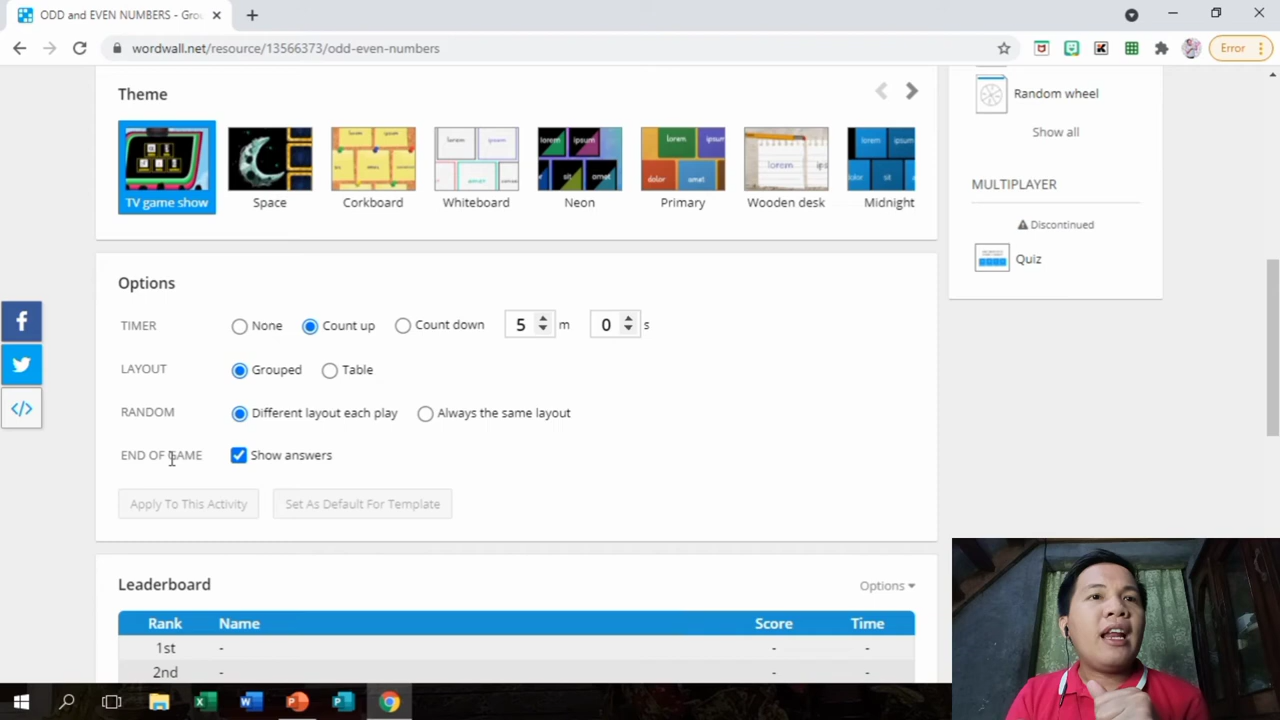 ODD and EVEN NUMBERS - Gro
wordwall.net/resource/13566373/odd-even-numbers
Error
Theme
TV game show
Space
Corkboard
Whiteboard
Neon
Primary
Wooden desk
Midnight
Random wheel
Show all
MULTIPLAYER
Discontinued
Quiz
Options
TIMER None Count up Count down 5 m 0 s
LAYOUT Grouped Table
RANDOM Different layout each play Always the same layout
END OF GAME Show answers
Apply To This Activity Set As Default For Template
Leaderboard Options
Rank Name Score Time
1st - - -
2nd - - -